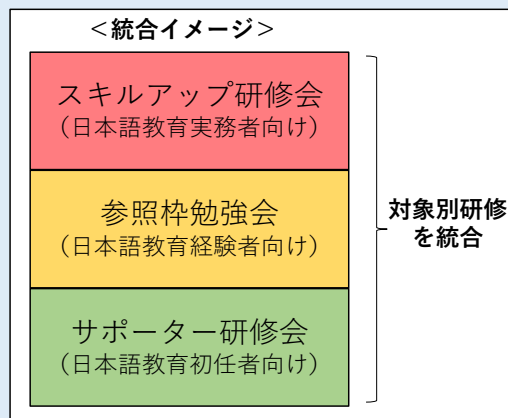 ＜統合イメージ＞
スキルアップ研修会
（日本語教育実務者向け）
参照枠勉強会
（日本語教育経験者向け）
サポーター研修会
（日本語教育初任者向け）
対象別研修
を統合